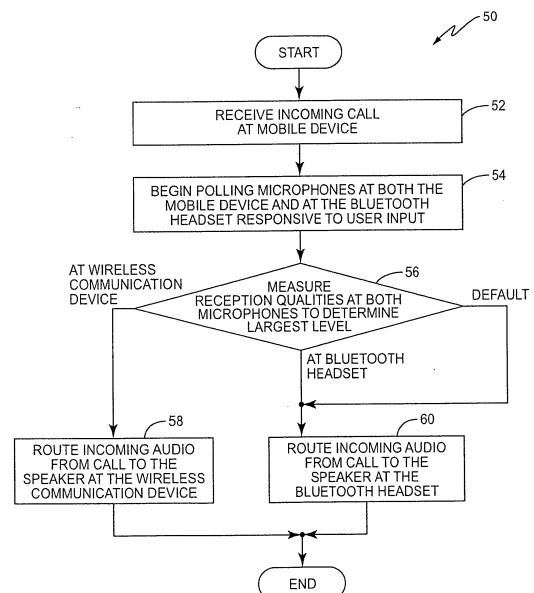 50
START
RECEIVE INCOMING CALL
AT MOBILE DEVICE
52
BEGIN POLLING MICROPHONES AT BOTH THE
MOBILE DEVICE AND AT THE BLUETOOTH
HEADSET RESPONSIVE TO USER INPUT
54
AT WIRELESS
COMMUNICATION
DEVICE
MEASURE
RECEPTION QUALITIES AT BOTH
MICROPHONES TO DETERMINE
LARGEST LEVEL
56
DEFAULT
AT BLUETOOTH
HEADSET
58
ROUTE INCOMING AUDIO
FROM CALL TO THE
SPEAKER AT THE WIRELESS
COMMUNICATION DEVICE
60
ROUTE INCOMING AUDIO
FROM CALL TO THE
SPEAKER AT THE
BLUETOOTH HEADSET
END